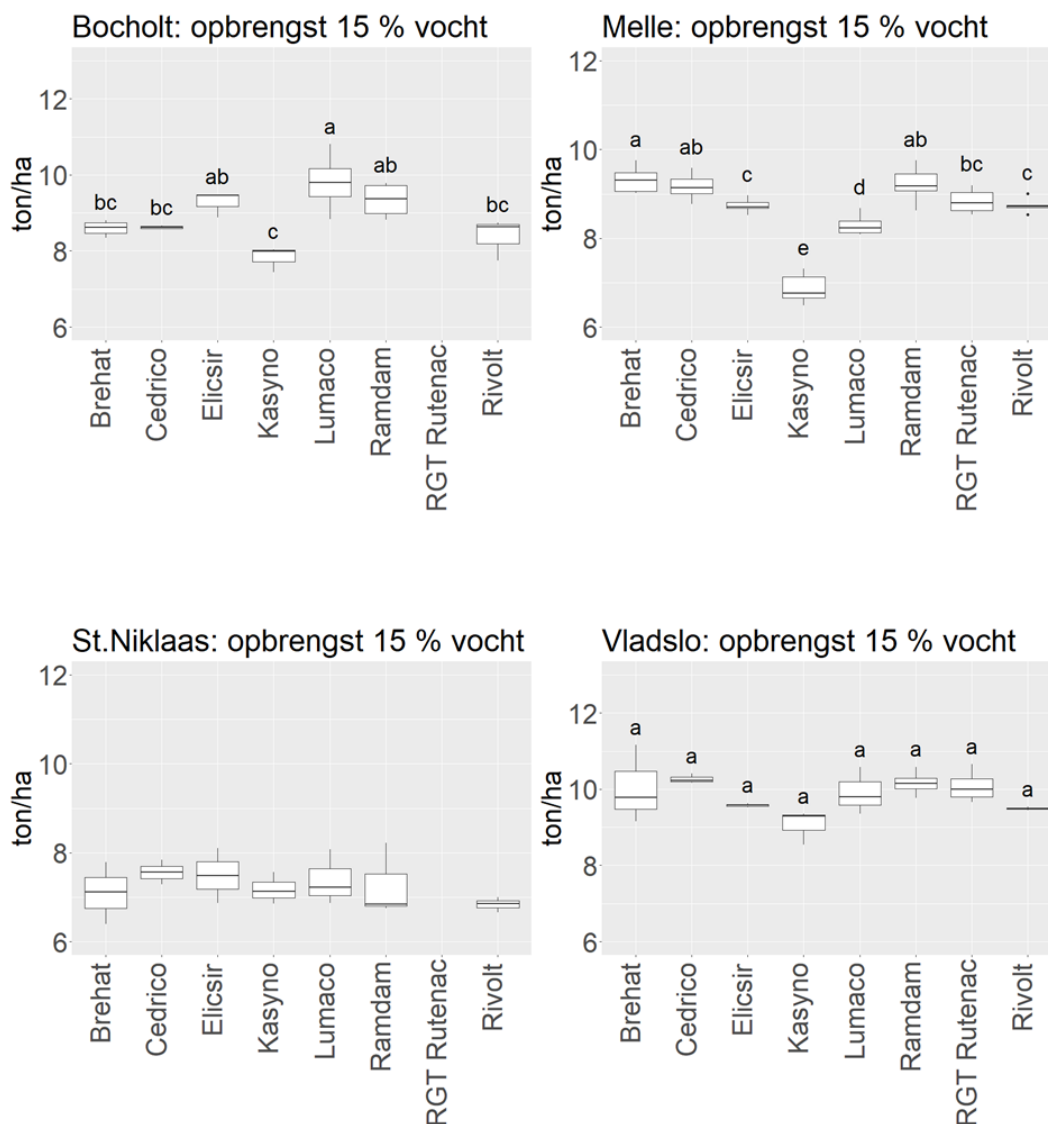 Bocholt: opbrengst 15 % vocht
ton/ha
12
10
8
6
bc
bc
ab
c
a
ab
bc
Brehat
Cedrico
Elicsir
Kasyno
Lumaco
Ramdam
RGT Rutenac
Rivolt
Melle: opbrengst 15 % vocht
ton/ha
12
10
8
6
a
ab
c
e
d
ab
bc
c
Brehat
Cedrico
Elicsir
Kasyno
Lumaco
Ramdam
RGT Rutenac
Rivolt
St.Niklaas: opbrengst 15 % vocht
ton/ha
12
10
8
6
Brehat
Cedrico
Elicsir
Kasyno
Lumaco
Ramdam
RGT Rutenac
Rivolt
Vladslo: opbrengst 15 % vocht
ton/ha
12
10
8
6
a
a
a
a
a
a
a
a
Brehat
Cedrico
Elicsir
Kasyno
Lumaco
Ramdam
RGT Rutenac
Rivolt